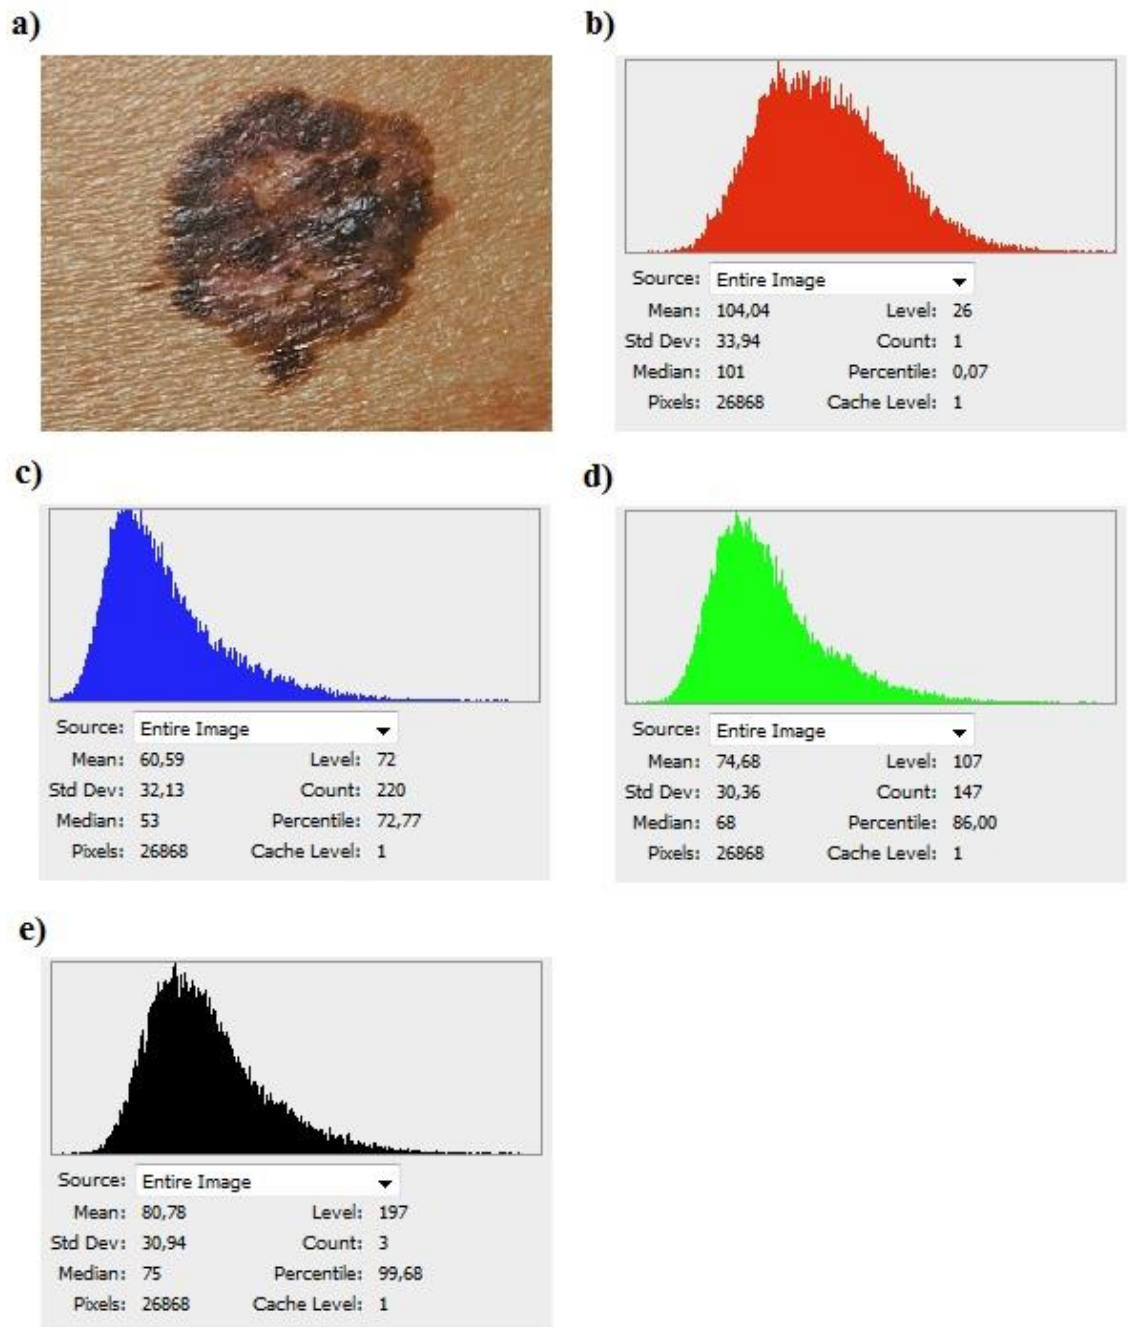 a)
b)
Source: Entire Image
Mean: 104,04 Level: 26
Std Dev: 33,94 Count: 1
Median: 101 Percentile: 0,07
Pixels: 26868 Cache Level: 1
c)
Source: Entire Image
Mean: 60,59 Level: 72
Std Dev: 32,13 Count: 220
Median: 53 Percentile: 72,77
Pixels: 26868 Cache Level: 1
d)
Source: Entire Image
Mean: 74,68 Level: 107
Std Dev: 30,36 Count: 147
Median: 68 Percentile: 86,00
Pixels: 26868 Cache Level: 1
e)
Source: Entire Image
Mean: 80,78 Level: 197
Std Dev: 30,94 Count: 3
Median: 75 Percentile: 99,68
Pixels: 26868 Cache Level: 1